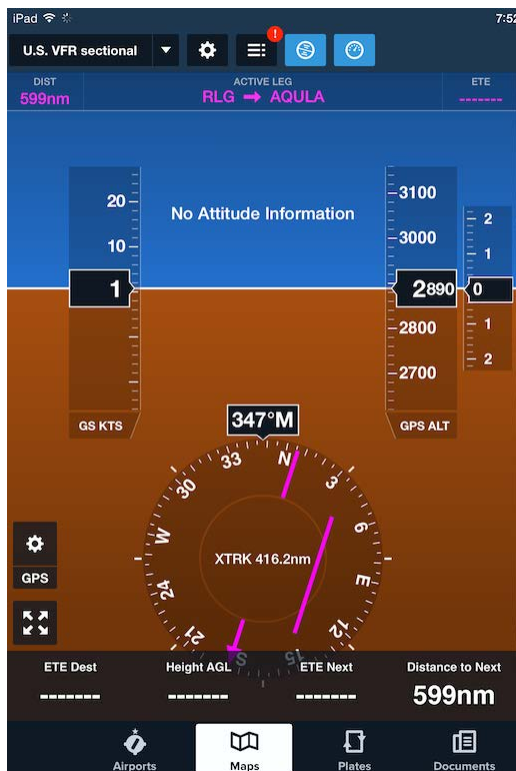 iPad 7:52
U.S. VFR sectional !
DIST ACTIVE LEG ETE
599nm RLG → AQULA -------
No Attitude Information
20
10
1
GS KTS
3100
3000
2890
2800
2700
GPS ALT
2
1
0
1
2
347°M
33 N 3 6 E 12 15 S 21 24 W 30
XTRK 416.2nm
GPS
ETE Dest Height AGL ETE Next Distance to Next
------- ------- ------- 599nm
Airports Maps Plates Documents